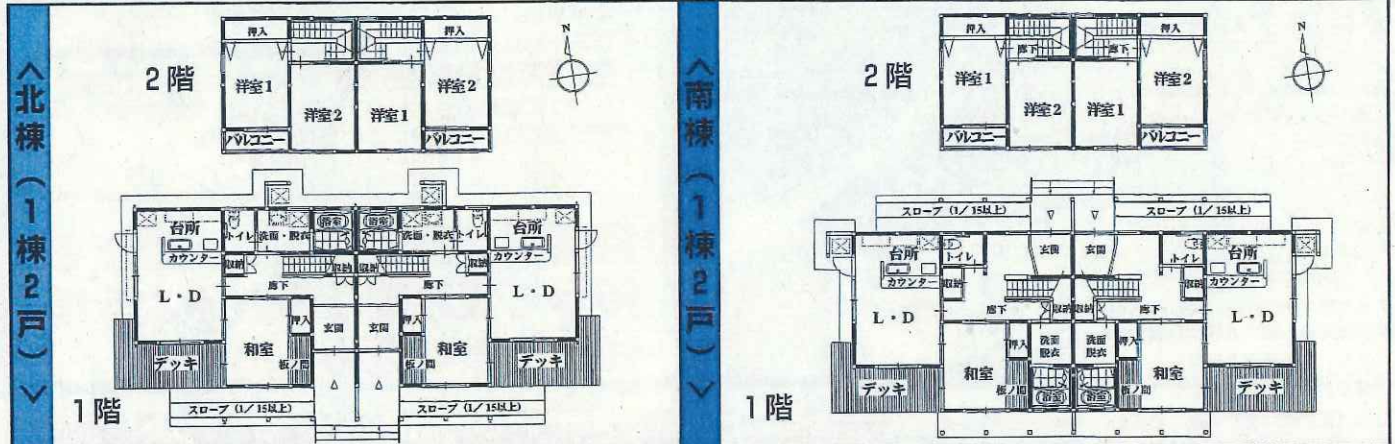 〈北棟(1棟2戸)〉
2階
N
押入
押入
洋室1
洋室2
洋室1
洋室2
バルコニー
バルコニー
台所
トイレ
洗面・脱衣
浴室
浴室
洗面・脱衣
トイレ
台所
カウンター
収納
収納
収納
収納
カウンター
L・D
廊下
廊下
L・D
和室
押入
玄関
玄関
押入
和室
デッキ
板ノ間
板ノ間
デッキ
スロープ(1/15以上)
スロープ(1/15以上)
1階
〈南棟(1棟2戸)〉
2階
N
押入
廊下
廊下
押入
洋室1
洋室2
洋室1
洋室2
バルコニー
バルコニー
スロープ(1/15以上)
スロープ(1/15以上)
台所
トイレ
玄関
玄関
トイレ
台所
カウンター
収納
収納
カウンター
L・D
廊下
収納
収納
廊下
L・D
押入
洗面
脱衣
洗面
脱衣
押入
和室
和室
デッキ
板ノ間
浴室
浴室
板ノ間
デッキ
1階